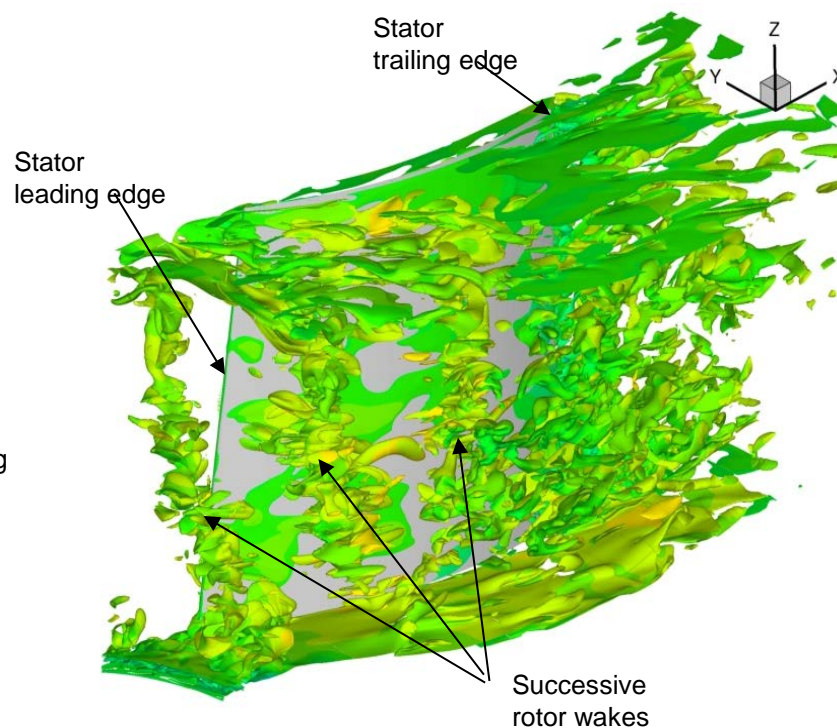 Stator
trailing edge
Z
Y
X
Stator
leading edge
g
Successive
rotor wakes